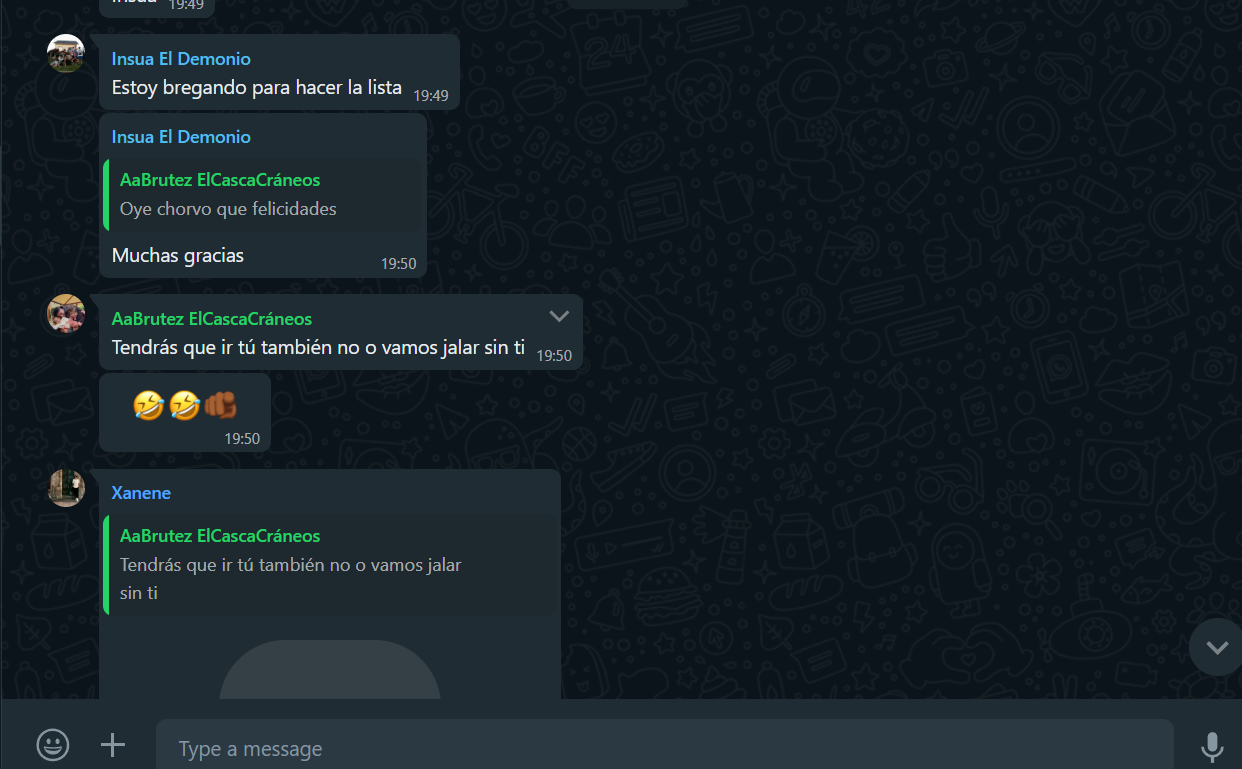 Insua 19:49
Insua El Demonio
Estoy bregando para hacer la lista 19:49
Insua El Demonio
AaBrutez ElCascaCráneos
Oye chorvo que felicidades
Muchas gracias
19:50
AaBrutez ElCascaCráneos
Tendrás que ir tú también no o vamos jalar sin ti 19:50
🤣🤣🫵🏾
19:50
Xanene
AaBrutez ElCascaCráneos
Tendrás que ir tú también no o vamos jalar
sin ti
Type a message